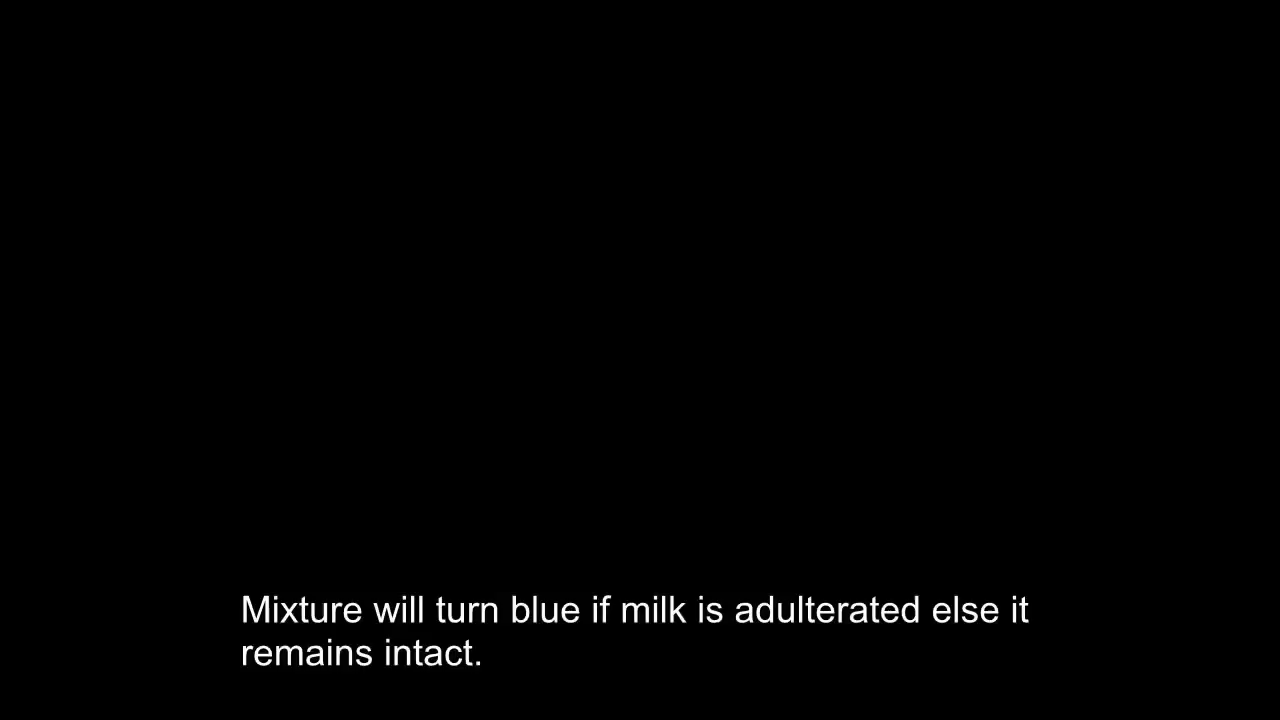 Mixture will turn blue if milk is adulterated else it
remains intact.